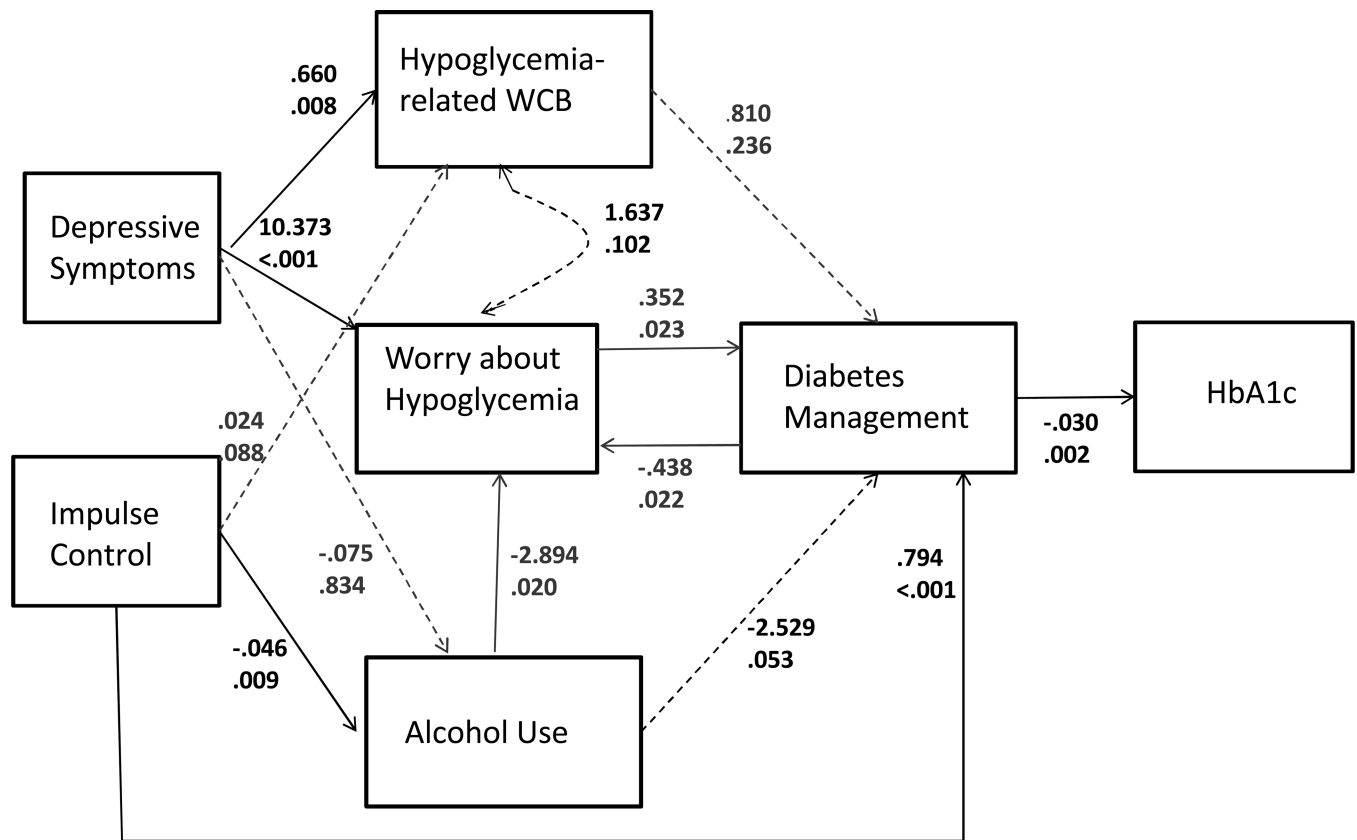 Hypoglycemia-
related WCB
.660
.008
.810
.236
Depressive
Symptoms
10.373
<.001
1.637
.102
.352
.023
Worry about
Hypoglycemia
Diabetes
Management
HbA1c
-.030
.002
.024
.088
-.438
.022
Impulse
Control
-.075
.834
-2.894
.020
.794
<.001
-2.529
.053
-.046
.009
Alcohol Use